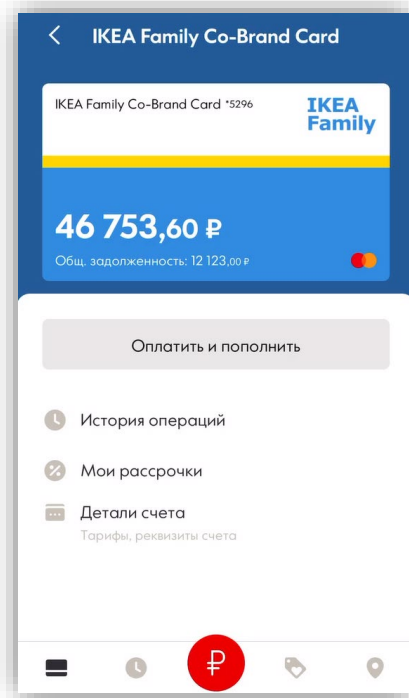 IKEA Family Co-Brand Card
IKEA Family Co-Brand Card *5296
IKEA
Family
46 753,60 ₽
Общ. задолженность: 12 123,00 ₽
Оплатить и пополнить
История операций
Мои рассрочки
Детали счета
Тарифы, реквизиты счета
₽